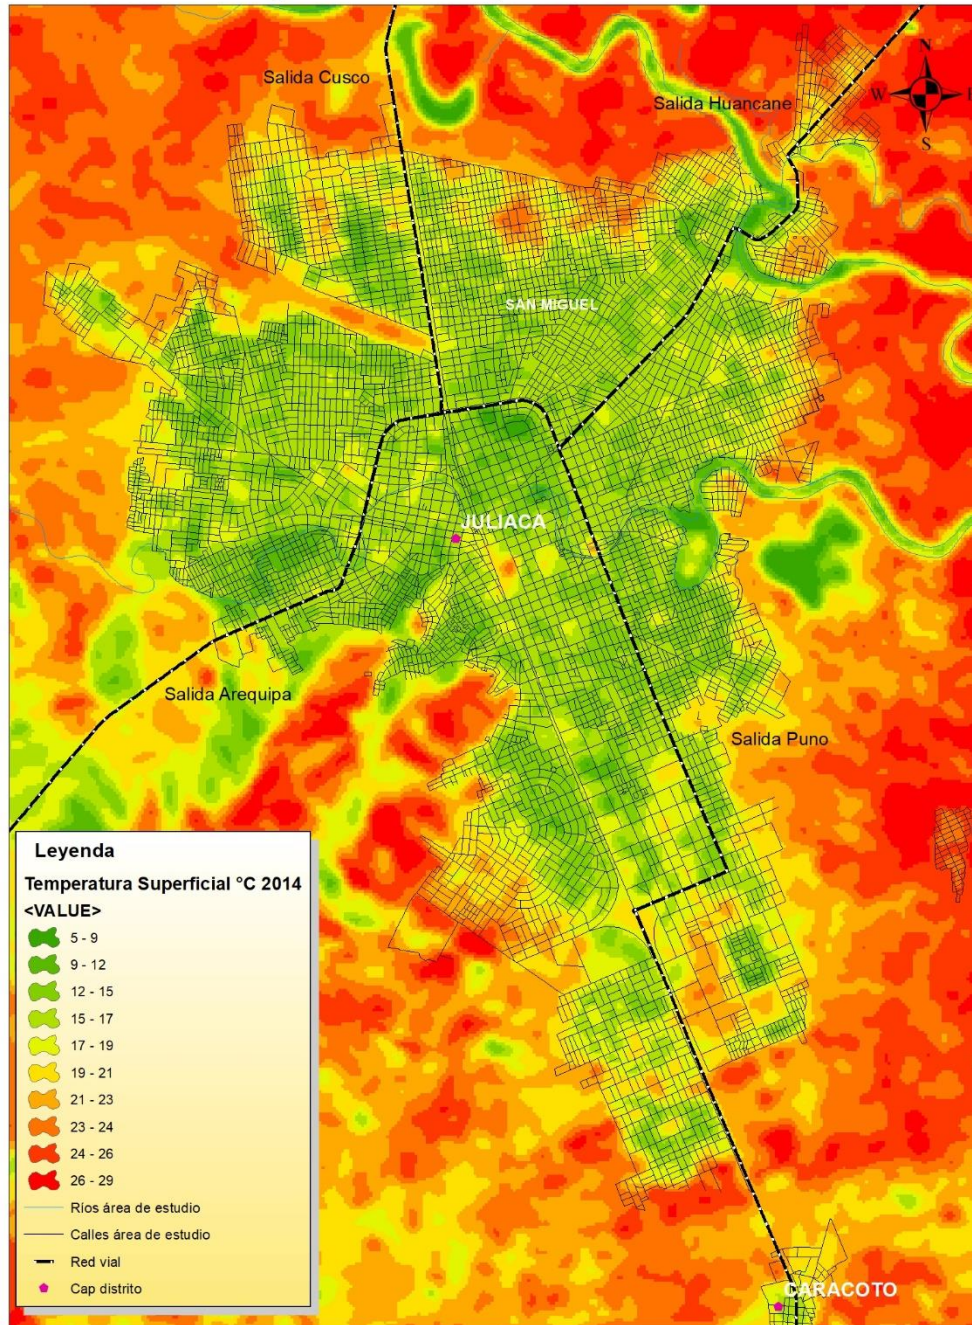 Salida Cusco
Salida Huancane
N
W
E
S
SAN MIGUEL
JULIACA
Salida Arequipa
Salida Puno
Leyenda
Temperatura Superficial °C 2014
<VALUE>
5 - 9
9 - 12
12 - 15
15 - 17
17 - 19
19 - 21
21 - 23
23 - 24
24 - 26
26 - 29
Ríos área de estudio
Calles área de estudio
Red vial
Cap distrito
CARACOTO